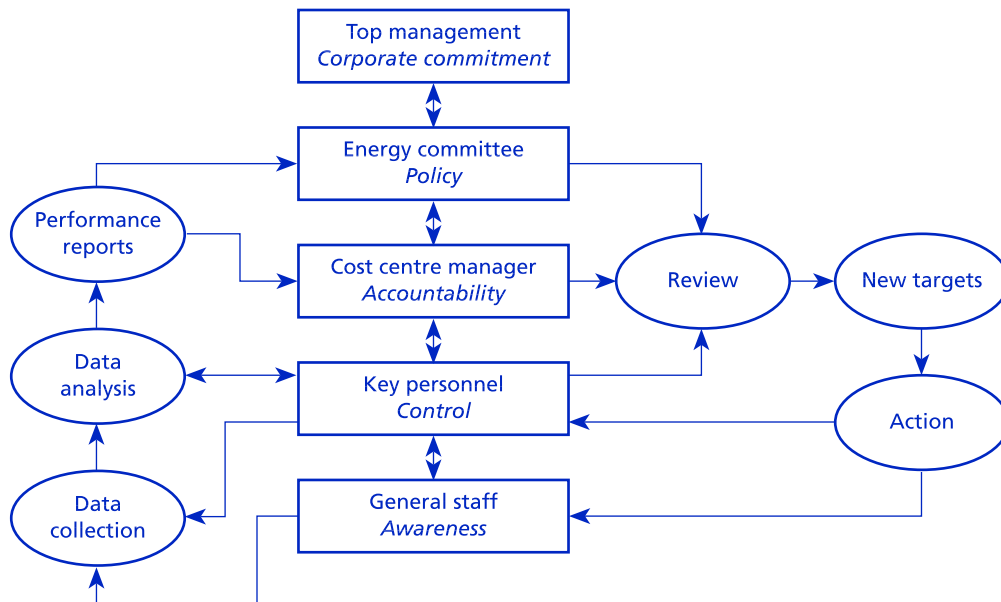 Top management
Corporate commitment
Energy committee
Policy
Performance
reports
Cost centre manager
Accountability
Review
New targets
Data
analysis
Key personnel
Control
Action
Data
collection
General staff
Awareness